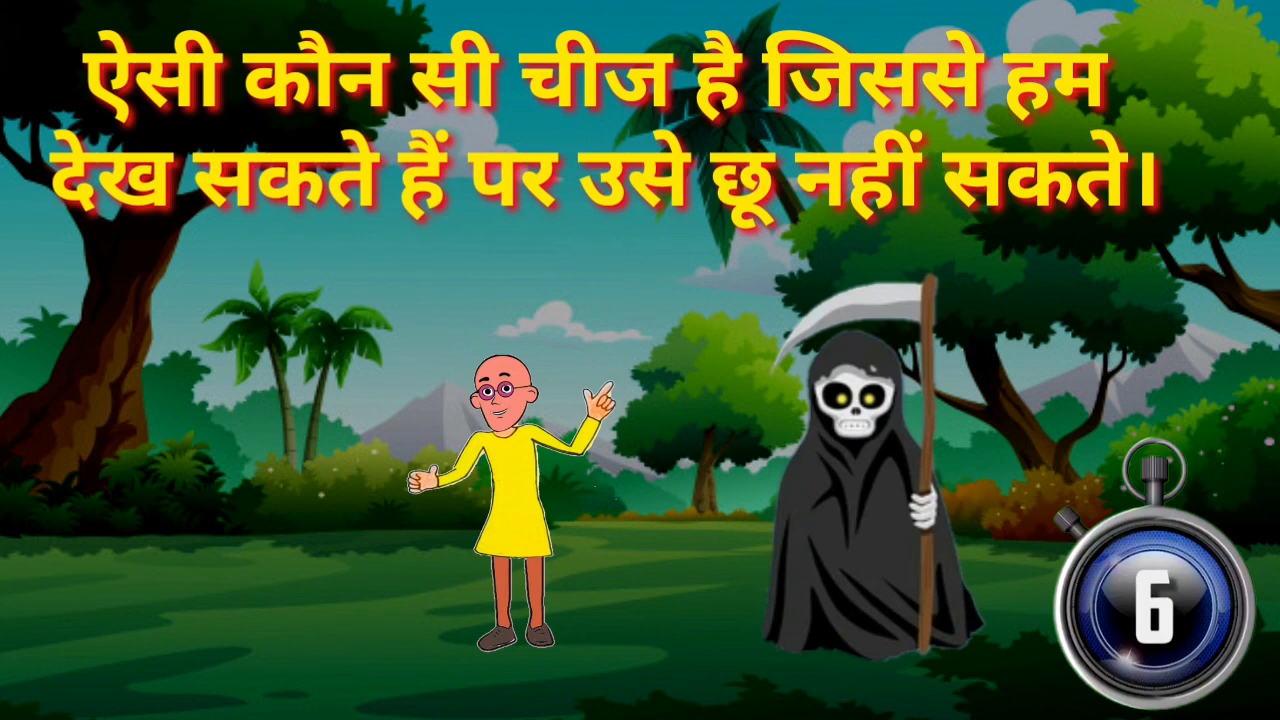 ऐसी कौन सी चीज है जिससे हम
देख सकते हैं पर उसे छू नहीं सकते।
6